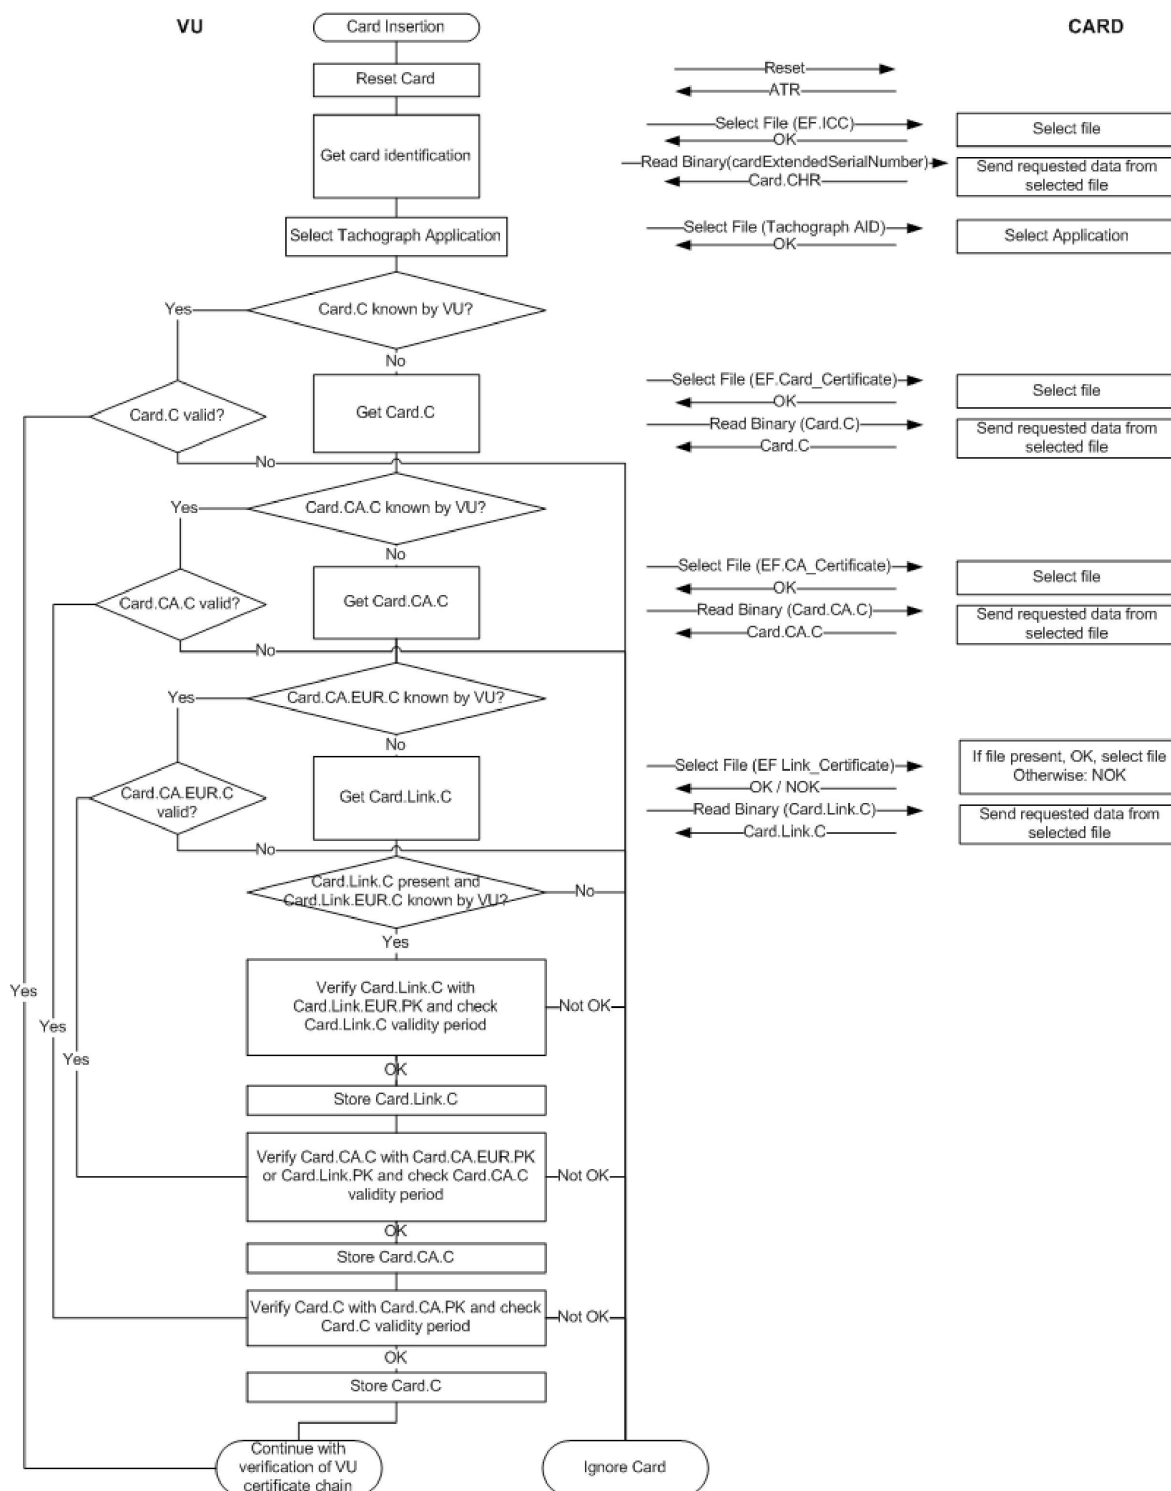 VU
Card Insertion
CARD
Reset Card
Reset
ATR
Get card identification
Select File (EF.ICC)
OK
Select file
Read Binary(cardExtendedSerialNumber)
Card.CHR
Send requested data from
selected file
Select Tachograph Application
Select File (Tachograph AID)
OK
Select Application
Card.C known by VU?
Yes
No
Card.C valid?
Get Card.C
Select File (EF.Card_Certificate)
OK
Select file
Read Binary (Card.C)
Card.C
Send requested data from
selected file
No
Card.CA.C known by VU?
Yes
No
Card.CA.C valid?
Get Card.CA.C
Select File (EF.CA_Certificate)
OK
Select file
Read Binary (Card.CA.C)
Card.CA.C
Send requested data from
selected file
No
Card.CA.EUR.C known by VU?
Yes
No
Card.CA.EUR.C
valid?
Get Card.Link.C
Select File (EF Link_Certificate)
OK / NOK
If file present, OK, select file
Otherwise: NOK
Read Binary (Card.Link.C)
Card.Link.C
Send requested data from
selected file
No
Card.Link.C present and
Card.Link.EUR.C known by VU?
No
Yes
Verify Card.Link.C with
Card.Link.EUR.PK and check
Card.Link.C validity period
Not OK
Yes
Yes
Yes
OK
Store Card.Link.C
Verify Card.CA.C with Card.CA.EUR.PK
or Card.Link.PK and check Card.CA.C
validity period
Not OK
OK
Store Card.CA.C
Verify Card.C with Card.CA.PK and check
Card.C validity period
Not OK
OK
Store Card.C
Continue with
verification of VU
certificate chain
Ignore Card